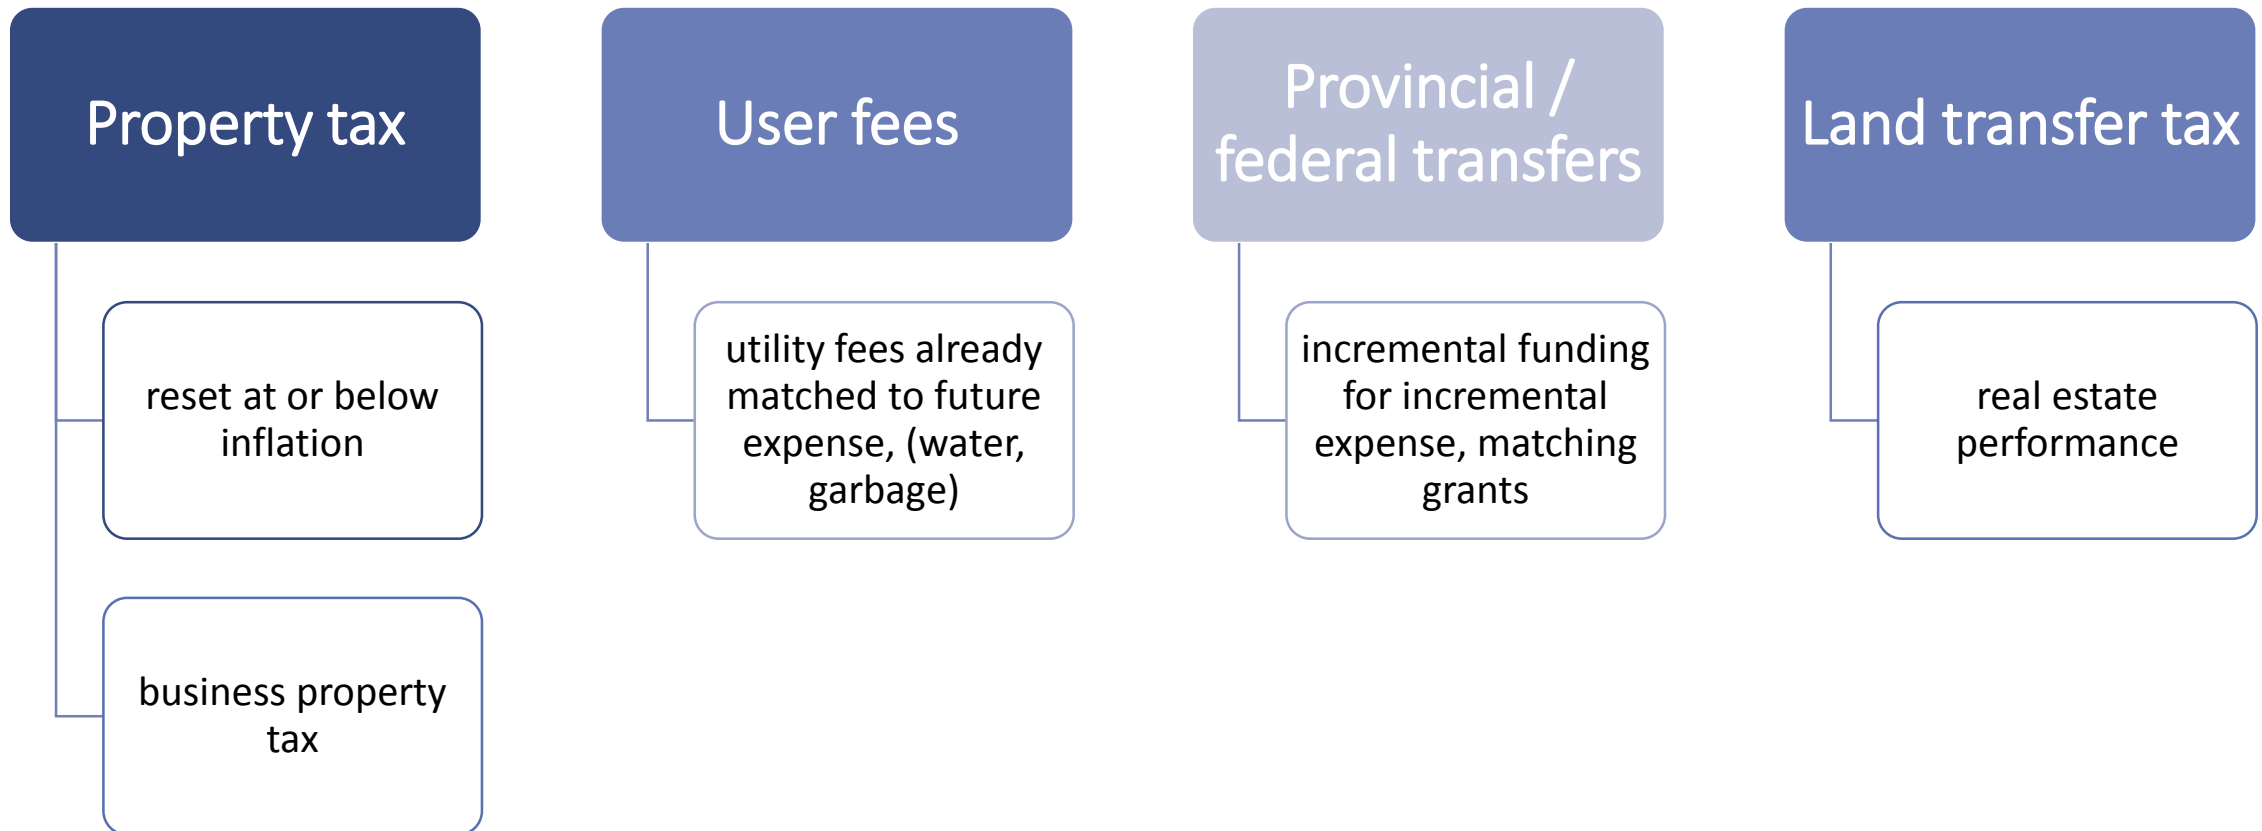 Property tax
reset at or below
inflation
business property
tax
User fees
utility fees already
matched to future
expense, (water,
garbage)
Provincial /
federal transfers
incremental funding
for incremental
expense, matching
grants
Land transfer tax
real estate
performance